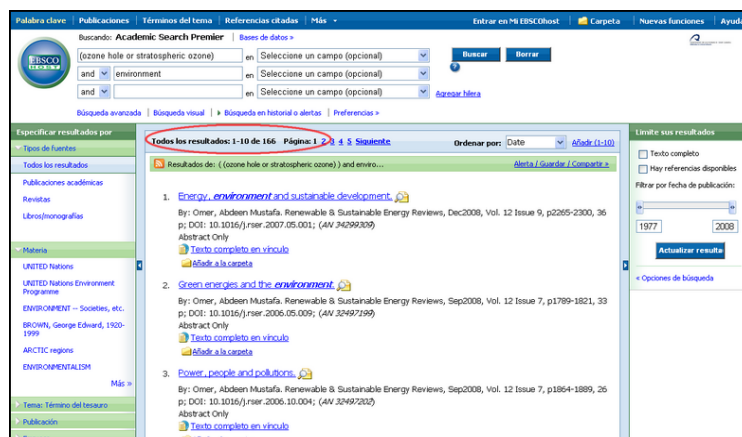 Palabra clave | Publicaciones | Términos del tema | Referencias citadas | Más
Entrar en Mi EBSCOhost | Carpeta | Nuevas funciones | Ayuda
EBSCO
HOST
Buscando: Academic Search Premier | Bases de datos »
(ozone hole or stratospheric ozone) en Seleccione un campo (opcional) Buscar Borrar
and environment en Seleccione un campo (opcional)
and en Seleccione un campo (opcional) Agregar hilera
Búsqueda avanzada | Búsqueda visual | Búsqueda en historial o alertas | Preferencias »
Especificar resultados por
Tipos de fuentes
Todos los resultados
Publicaciones académicas
Revistas
Libros/monografías
Materia
UNITED Nations
UNITED Nations Environment
Programme
ENVIRONMENT -- Societies, etc.
BROWN, George Edward, 1920-
1999
ARCTIC regions
ENVIRONMENTALISM
Más »
Tema: Término del tesauro
Publicación
Todos los resultados: 1-10 de 166 Página: 1 2 3 4 5 Siguiente
Ordenar por: Date Añadir (1-10)
Resultados de: ( (ozone hole or stratospheric ozone) ) and enviro...
Alerta / Guardar / Compartir »
1. Energy, environment and sustainable development.
By: Omer, Abdeen Mustafa. Renewable & Sustainable Energy Reviews, Dec2008, Vol. 12 Issue 9, p2265-2300, 36
p; DOI: 10.1016/j.rser.2007.05.001; (AN 34299309)
Abstract Only
Texto completo en vínculo
Añadir a la carpeta
2. Green energies and the environment.
By: Omer, Abdeen Mustafa. Renewable & Sustainable Energy Reviews, Sep2008, Vol. 12 Issue 7, p1789-1821, 33
p; DOI: 10.1016/j.rser.2006.05.009; (AN 32497199)
Abstract Only
Texto completo en vínculo
Añadir a la carpeta
3. Power, people and pollutions.
By: Omer, Abdeen Mustafa. Renewable & Sustainable Energy Reviews, Sep2008, Vol. 12 Issue 7, p1864-1889, 26
p; DOI: 10.1016/j.rser.2006.10.004; (AN 32497202)
Abstract Only
Texto completo en vínculo
Limite sus resultados
Texto completo
Hay referencias disponibles
Filtrar por fecha de publicación:
1977 2008
Actualizar resulta
« Opciones de búsqueda